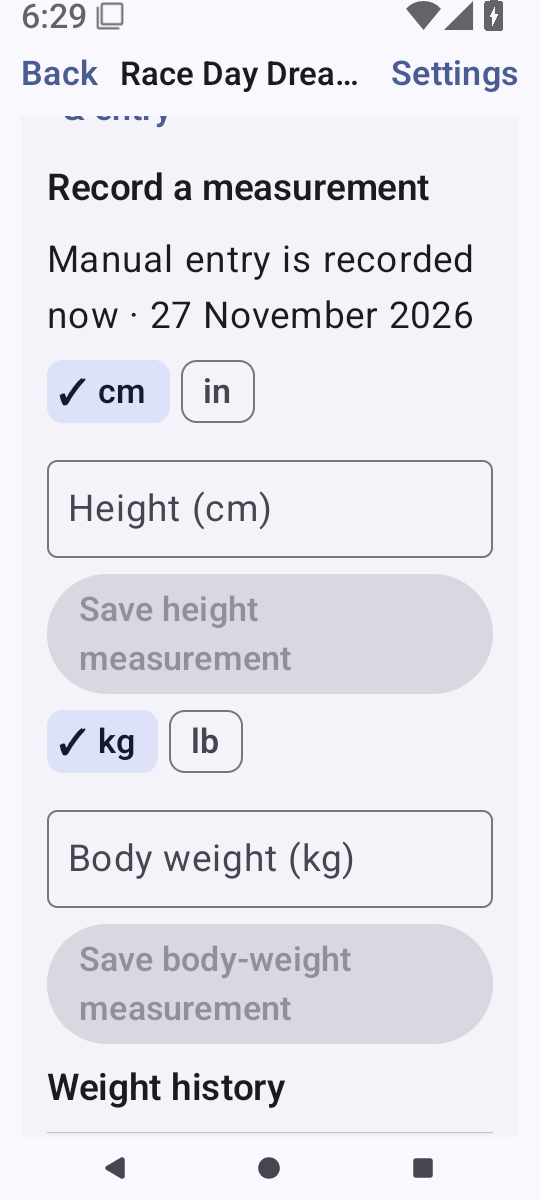 6:29
Back Race Day Drea… Settings
& entry
Record a measurement
Manual entry is recorded
now · 27 November 2026
✓ cm in
Height (cm)
Save height
measurement
✓ kg lb
Body weight (kg)
Save body-weight
measurement
Weight history